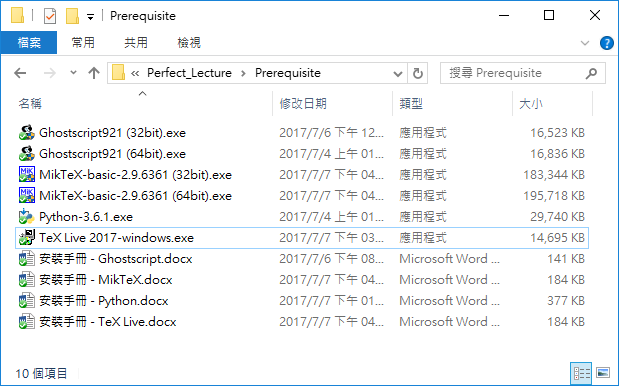 Prerequisite
檔案 常用 共用 檢視
« Perfect_Lecture › Prerequisite 搜尋 Prerequisite
名稱 修改日期 類型 大小
Ghostscript921 (32bit).exe 2017/7/6 下午 12... 應用程式 16,523 KB
Ghostscript921 (64bit).exe 2017/7/4 上午 01... 應用程式 16,836 KB
MikTeX-basic-2.9.6361 (32bit).exe 2017/7/7 下午 04... 應用程式 183,344 KB
MikTeX-basic-2.9.6361 (64bit).exe 2017/7/7 下午 04... 應用程式 195,718 KB
Python-3.6.1.exe 2017/7/4 上午 01... 應用程式 29,740 KB
TeX Live 2017-windows.exe 2017/7/7 下午 03... 應用程式 14,695 KB
安裝手冊 - Ghostscript.docx 2017/7/6 下午 08... Microsoft Word ... 141 KB
安裝手冊 - MikTeX.docx 2017/7/7 下午 04... Microsoft Word ... 184 KB
安裝手冊 - Python.docx 2017/7/7 下午 01... Microsoft Word ... 377 KB
安裝手冊 - TeX Live.docx 2017/7/7 下午 04... Microsoft Word ... 184 KB
10 個項目